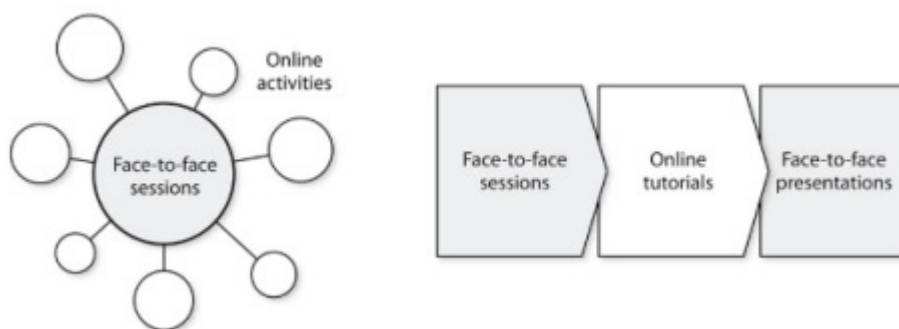 Online
activities
Face-to-face
sessions
Face-to-face
sessions
Online
tutorials
Face-to-face
presentations